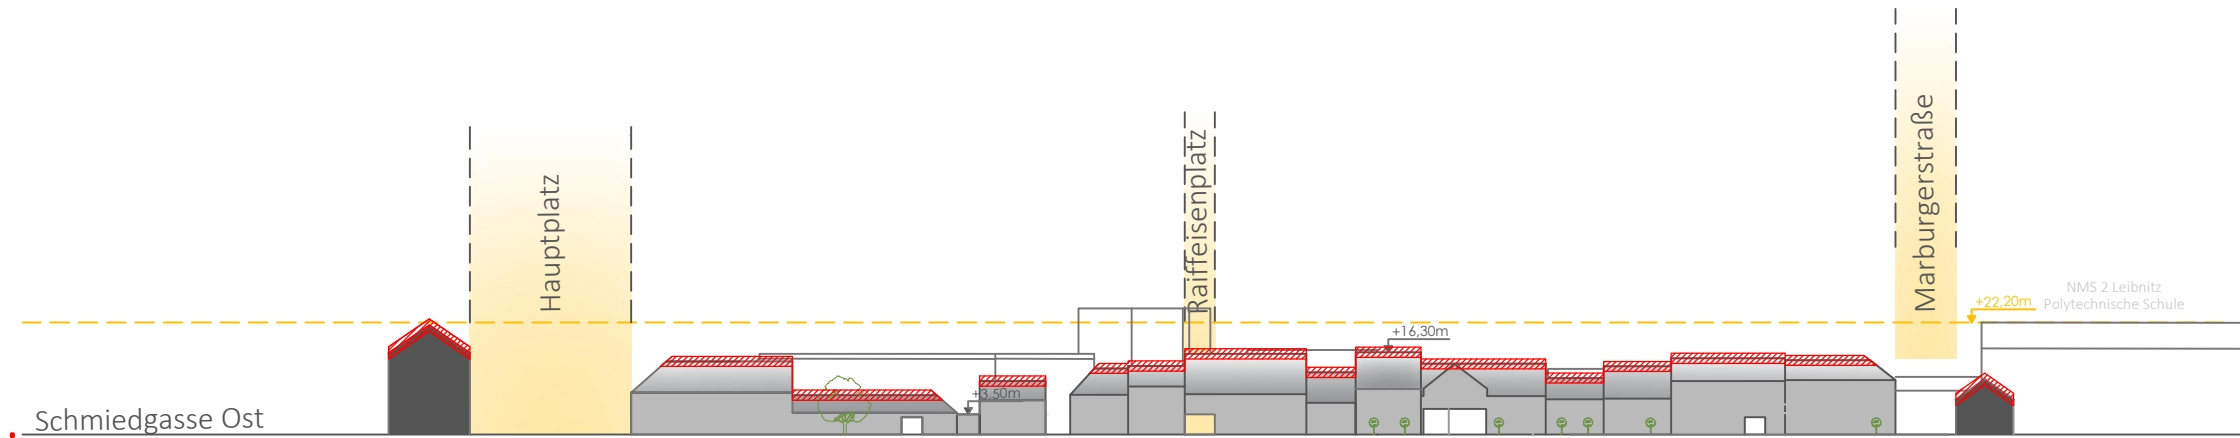 Hauptplatz
Raiffeisenplatz
Marburgerstraße
NMS 2 Leibnitz
+22,20m
Polytechnische Schule
+16,30m
+3,50m
Schmiedgasse Ost